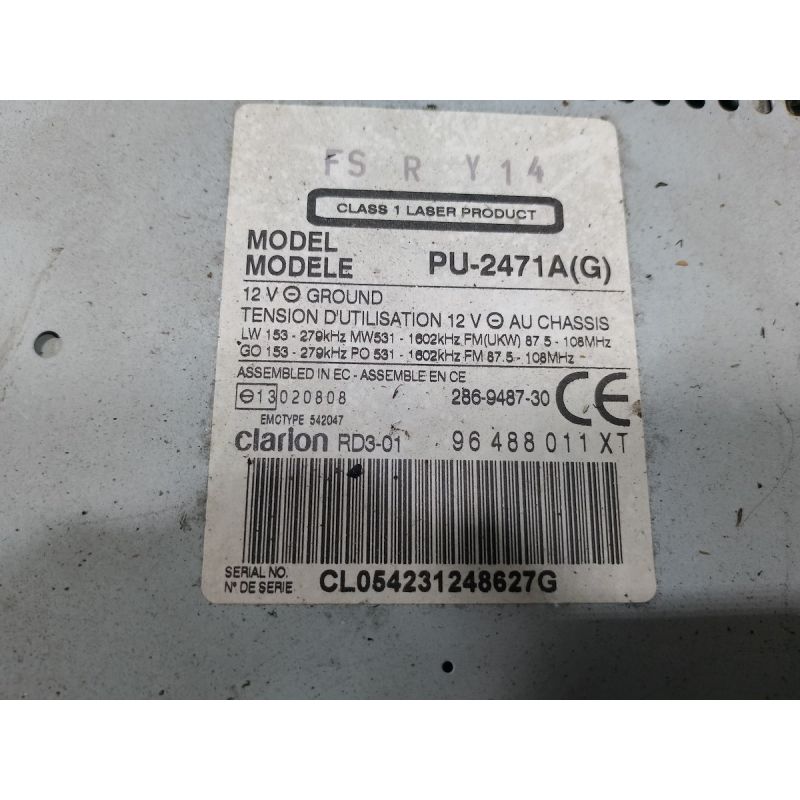 FS R Y14
CLASS 1 LASER PRODUCT
MODEL
MODELE PU-2471A(G)
12 V ⊖ GROUND
TENSION D'UTILISATION 12 V ⊖ AU CHASSIS
LW 153 - 279kHz MW531 - 1602kHz FM(UKW) 87.5 - 108MHz
GO 153 - 279kHz PO 531 - 1602kHz FM 87.5 - 108MHz
ASSEMBLED IN EC - ASSEMBLE EN CE
e13 020808 286-9487-30 CE
EMCTYPE 542047
clarion RD3-01 96 488 011 XT
SERIAL NO.
N° DE SERIE CL054231248627G